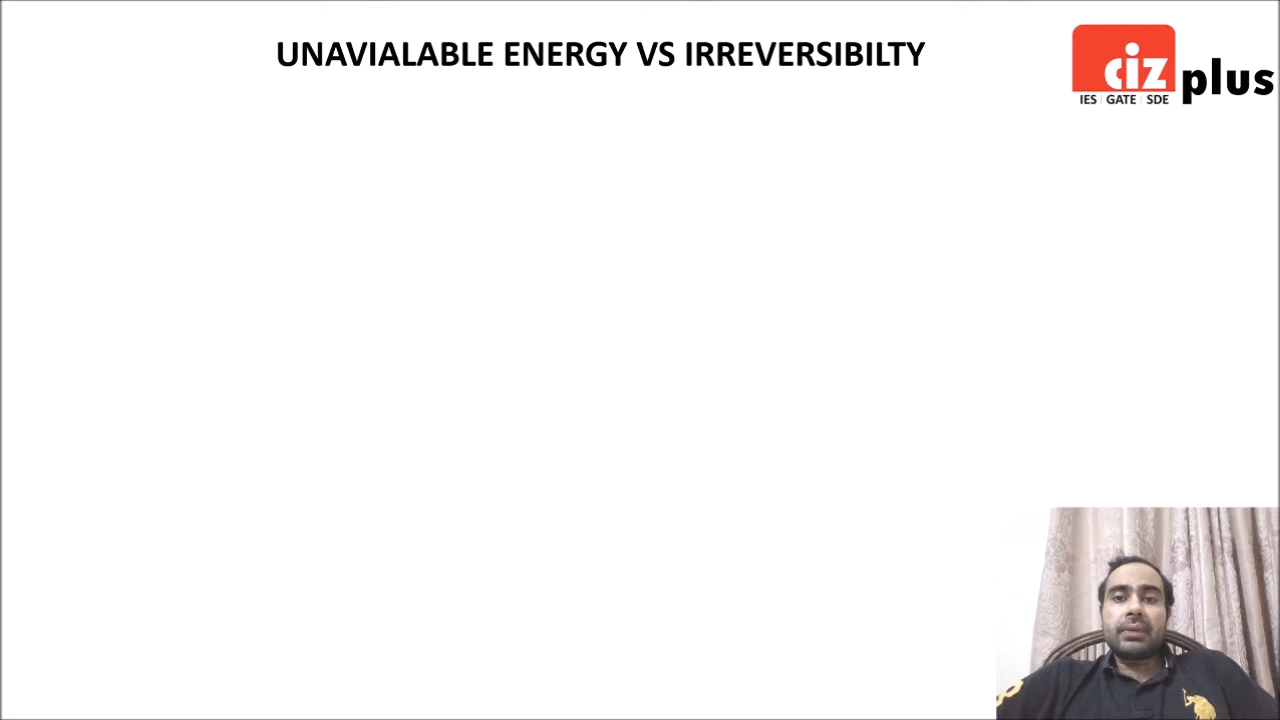 UNAVIALABLE ENERGY VS IRREVERSIBILTY
ciz plus
IES | GATE | SDE